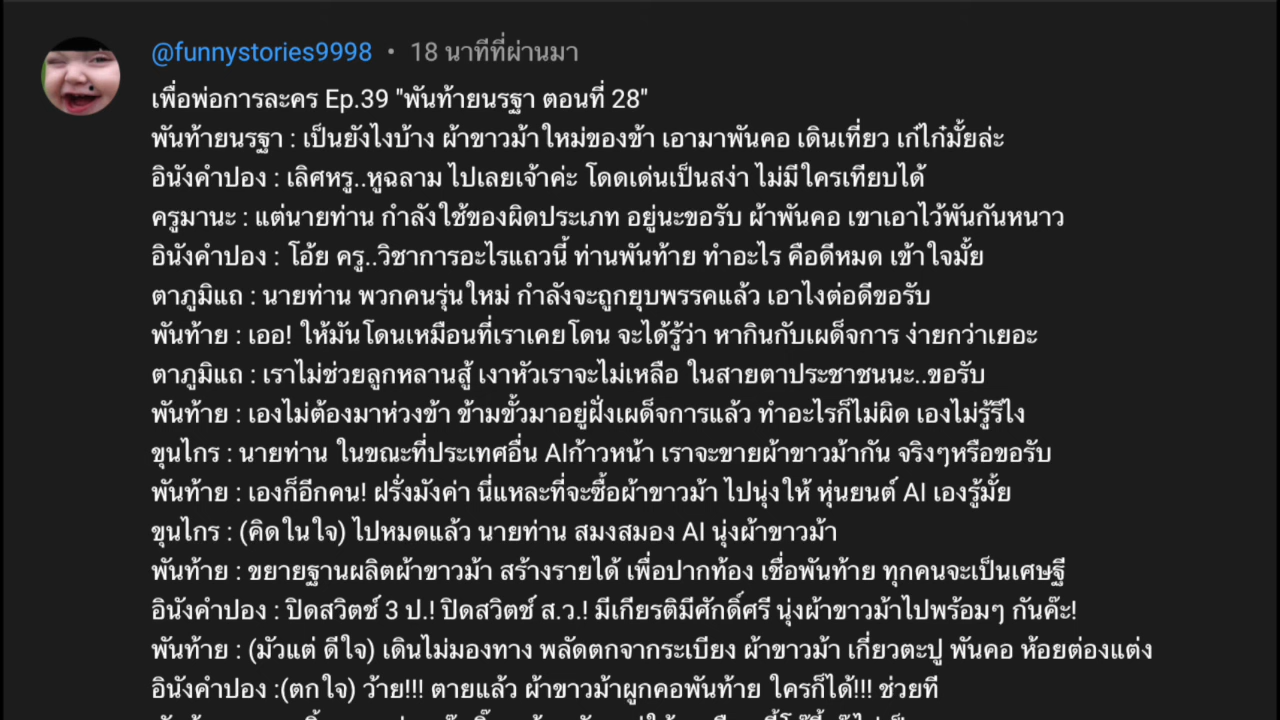 @funnystories9998 • 18 นาทีที่ผ่านมา
เพื่อพ่อการละคร Ep.39 "พันท้ายนรฐา ตอนที่ 28"
พันท้ายนรฐา : เป็นยังไงบ้าง ผ้าขาวม้าใหม่ของข้า เอามาพันคอ เดินเที่ยว เก๋ไก๋มั้ยล่ะ
อินังคำปอง : เลิศหรู..หูฉลาม ไปเลยเจ้าค่ะ โดดเด่นเป็นสง่า ไม่มีใครเทียบได้
ครูมานะ : แต่นายท่าน กำลังใช้ของผิดประเภท อยู่นะขอรับ ผ้าพันคอ เขาเอาไว้พันกันหนาว
อินังคำปอง : โอ้ย ครู..วิชาการอะไรแถวนี้ ท่านพันท้าย ทำอะไร คือดีหมด เข้าใจมั้ย
ตาภูมิแถ : นายท่าน พวกคนรุ่นใหม่ กำลังจะถูกยุบพรรคแล้ว เอาไงต่อดีขอรับ
พันท้าย : เออ! ให้มันโดนเหมือนที่เราเคยโดน จะได้รู้ว่า หากินกับเผด็จการ ง่ายกว่าเยอะ
ตาภูมิแถ : เราไม่ช่วยลูกหลานสู้ เงาหัวเราจะไม่เหลือ ในสายตาประชาชนนะ..ขอรับ
พันท้าย : เองไม่ต้องมาห่วงข้า ข้ามขั้วมาอยู่ฝั่งเผด็จการแล้ว ทำอะไรก็ไม่ผิด เองไม่รู้รึไง
ขุนไกร : นายท่าน ในขณะที่ประเทศอื่น AIก้าวหน้า เราจะขายผ้าขาวม้ากัน จริงๆหรือขอรับ
พันท้าย : เองก็อีกคน! ฝรั่งมังค่า นี่แหละที่จะซื้อผ้าขาวม้า ไปนุ่งให้ หุ่นยนต์ AI เองรู้มั้ย
ขุนไกร : (คิดในใจ) ไปหมดแล้ว นายท่าน สมงสมอง AI นุ่งผ้าขาวม้า
พันท้าย : ขยายฐานผลิตผ้าขาวม้า สร้างรายได้ เพื่อปากท้อง เชื่อพันท้าย ทุกคนจะเป็นเศษฐี
อินังคำปอง : ปิดสวิตช์ 3 ป.! ปิดสวิตช์ ส.ว.! มีเกียรติมีศักดิ์ศรี นุ่งผ้าขาวม้าไปพร้อมๆ กันค๊ะ!
พันท้าย : (มัวแต่ ดีใจ) เดินไม่มองทาง พลัดตกจากระเบียง ผ้าขาวม้า เกี่ยวตะปู พันคอ ห้อยต่องแต่ง
อินังคำปอง :(ตกใจ) ว้าย!!! ตายแล้ว ผ้าขาวม้าผูกคอพันท้าย ใครก็ได้!!! ช่วยที